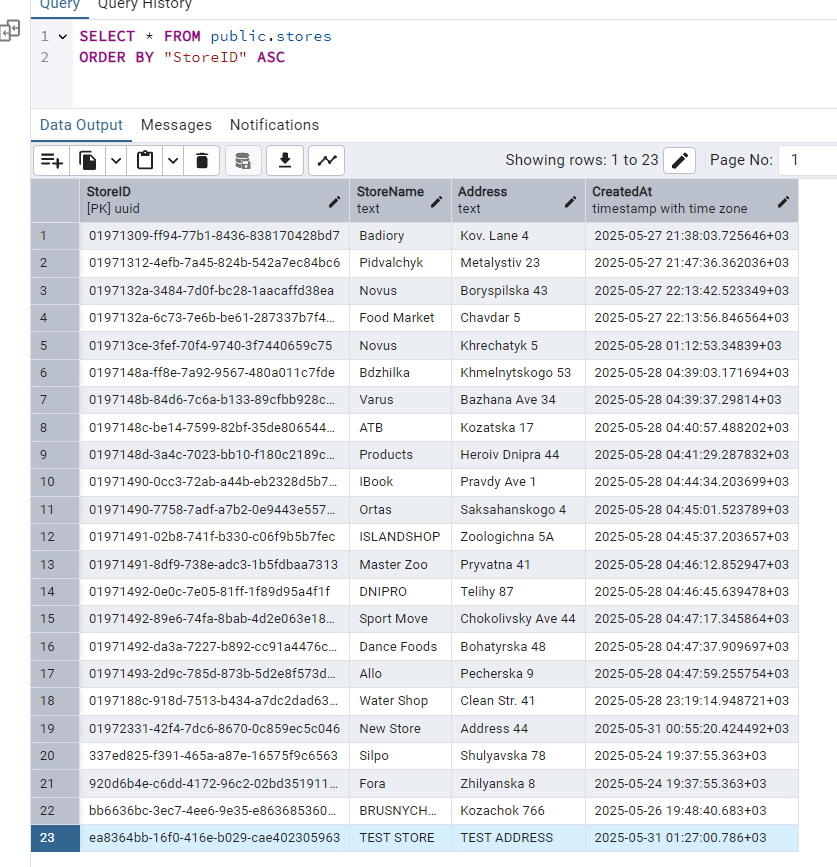 Query Query History
1 SELECT * FROM public.stores
2 ORDER BY "StoreID" ASC
Data Output Messages Notifications
Showing rows: 1 to 23 Page No: 1
StoreID StoreName Address CreatedAt
[PK] uuid text text timestamp with time zone
1 01971309-ff94-77b1-8436-838170428bd7 Badiory Kov. Lane 4 2025-05-27 21:38:03.725646+03
2 01971312-4efb-7a45-824b-542a7ec84bc6 Pidvalchyk Metalystiv 23 2025-05-27 21:47:36.362036+03
3 0197132a-3484-7d0f-bc28-1aacaffd38ea Novus Boryspilska 43 2025-05-27 22:13:42.523349+03
4 0197132a-6c73-7e6b-be61-287337b7f4... Food Market Chavdar 5 2025-05-27 22:13:56.846564+03
5 019713ce-3fef-70f4-9740-3f7440659c75 Novus Khrechatyk 5 2025-05-28 01:12:53.34839+03
6 0197148a-ff8e-7a92-9567-480a011c7fde Bdzhilka Khmelnytskogo 53 2025-05-28 04:39:03.171694+03
7 0197148b-84d6-7c6a-b133-89cfbb928c... Varus Bazhana Ave 34 2025-05-28 04:39:37.29814+03
8 0197148c-be14-7599-82bf-35de806544... ATB Kozatska 17 2025-05-28 04:40:57.488202+03
9 0197148d-3a4c-7023-bb10-f180c2189c... Products Heroiv Dnipra 44 2025-05-28 04:41:29.287832+03
10 01971490-0cc3-72ab-a44b-eb2328d5b7... IBook Pravdy Ave 1 2025-05-28 04:44:34.203699+03
11 01971490-7758-7adf-a7b2-0e9443e557... Ortas Saksahanskogo 4 2025-05-28 04:45:01.523789+03
12 01971491-02b8-741f-b330-c06f9b5b7fec ISLANDSHOP Zoologichna 5A 2025-05-28 04:45:37.203657+03
13 01971491-8df9-738e-adc3-1b5fdbaa7313 Master Zoo Pryvatna 41 2025-05-28 04:46:12.852947+03
14 01971492-0e0c-7e05-81ff-1f89d95a4f1f DNIPRO Telihy 87 2025-05-28 04:46:45.639478+03
15 01971492-89e6-74fa-8bab-4d2e063e18... Sport Move Chokolivsky Ave 44 2025-05-28 04:47:17.345864+03
16 01971492-da3a-7227-b892-cc91a4476c... Dance Foods Bohatyrska 48 2025-05-28 04:47:37.909697+03
17 01971493-2d9c-785d-873b-5d2e8f573d... Allo Pecherska 9 2025-05-28 04:47:59.255754+03
18 0197188c-918d-7513-b434-a7dc2dad63... Water Shop Clean Str. 41 2025-05-28 23:19:14.948721+03
19 01972331-42f4-7dc6-8670-0c859ec5c046 New Store Address 44 2025-05-31 00:55:20.424492+03
20 337ed825-f391-465a-a87e-16575f9c6563 Silpo Shulyavska 78 2025-05-24 19:37:55.363+03
21 920d6b4e-c6dd-4172-96c2-02bd351911... Fora Zhilyanska 8 2025-05-24 19:37:55.363+03
22 bb6636bc-3ec7-4ee6-9e35-e863685360... BRUSNYCH... Kozachok 766 2025-05-26 19:48:40.683+03
23 ea8364bb-16f0-416e-b029-cae402305963 TEST STORE TEST ADDRESS 2025-05-31 01:27:00.786+03